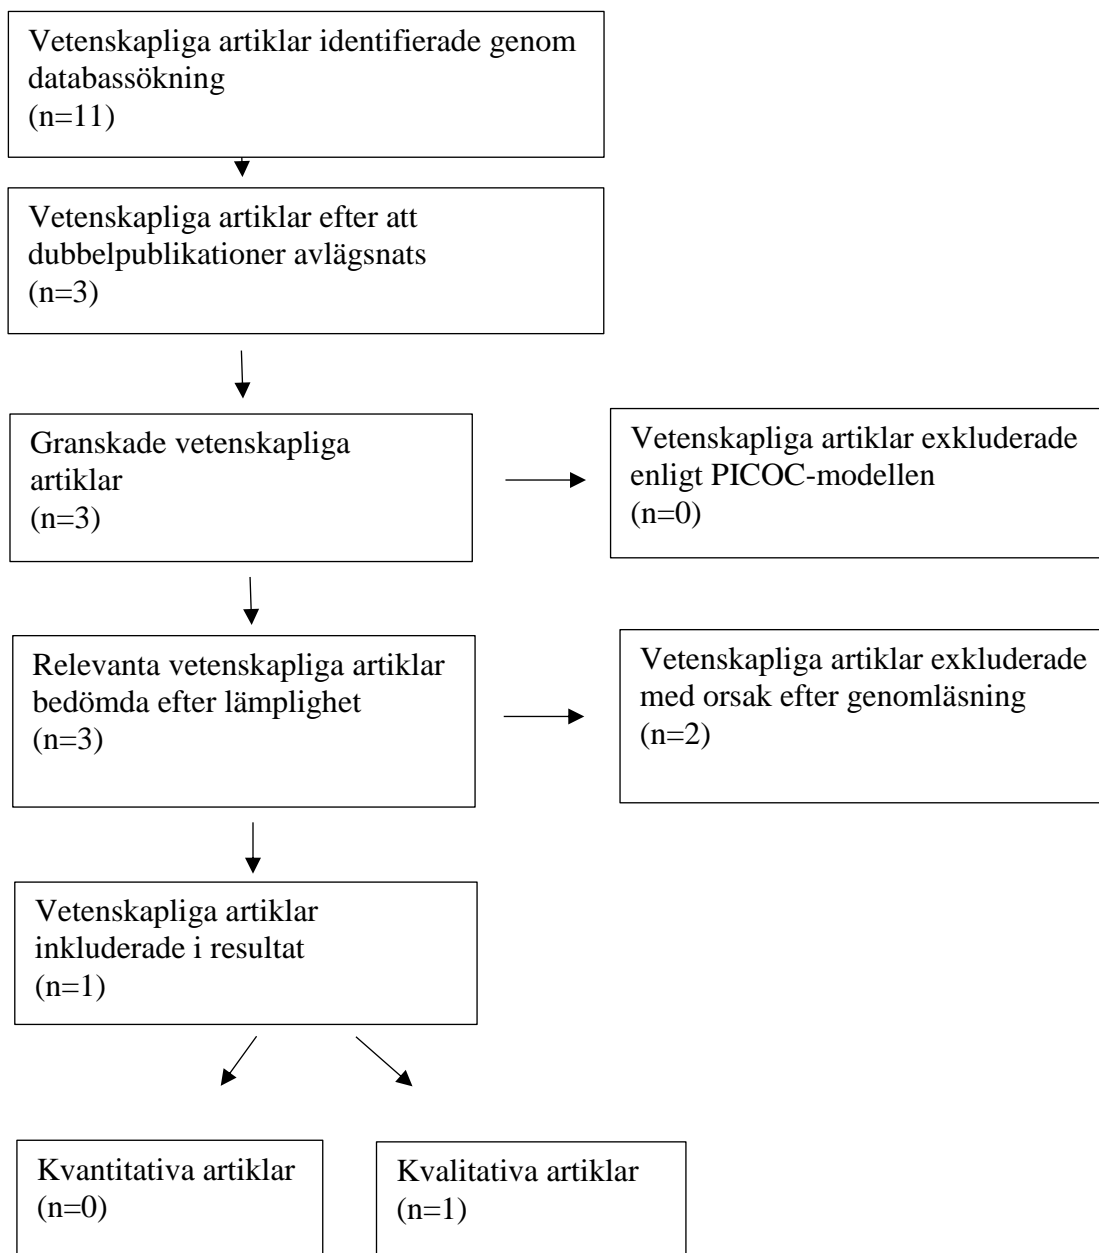 Vetenskapliga artiklar identifierade genom
databassökning
(n=11)
Vetenskapliga artiklar efter att
dubbelpublikationer avlägsnats
(n=3)
Granskade vetenskapliga
artiklar
(n=3)
Vetenskapliga artiklar exkluderade
enligt PICOC-modellen
(n=0)
Relevanta vetenskapliga artiklar
bedömda efter lämplighet
(n=3)
Vetenskapliga artiklar exkluderade
med orsak efter genomläsning
(n=2)
Vetenskapliga artiklar
inkluderade i resultat
(n=1)
Kvantitativa artiklar
(n=0)
Kvalitativa artiklar
(n=1)